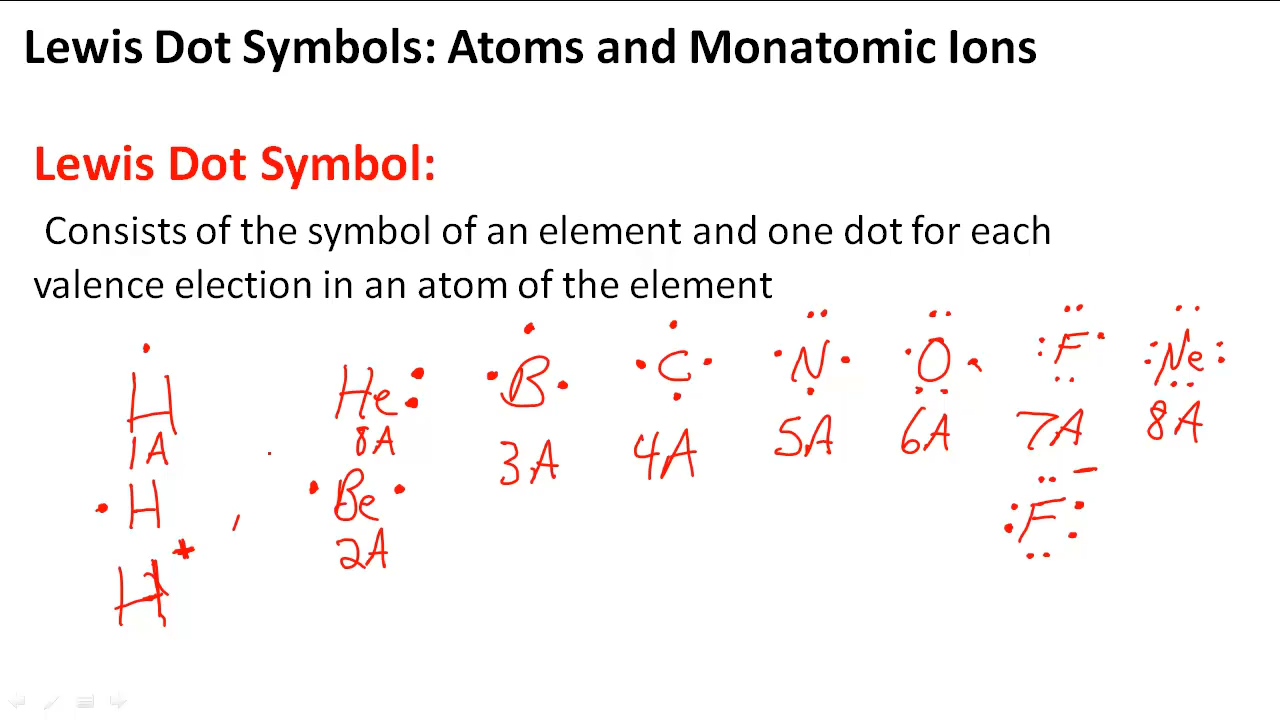 Lewis Dot Symbols: Atoms and Monatomic Ions
Lewis Dot Symbol:
Consists of the symbol of an element and one dot for each
valence election in an atom of the element
H He B C N O F Ne
1A 8A 3A 4A 5A 6A 7A 8A
H , Be F⁻
2A
H⁺